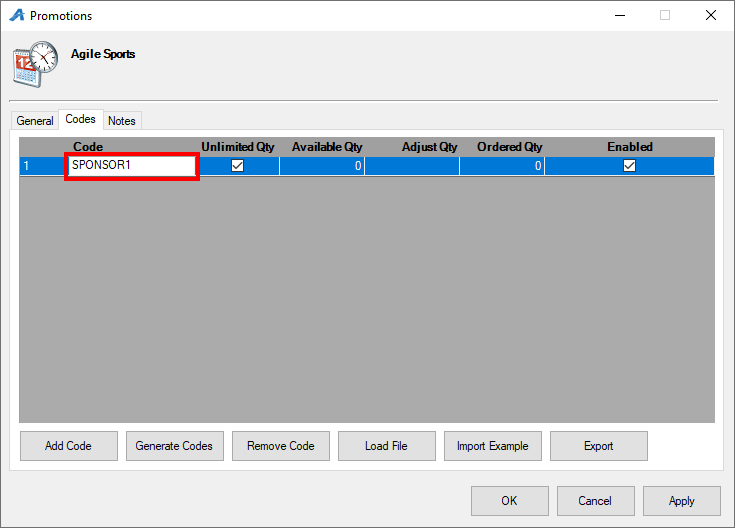 Promotions
12
Agile Sports
General Codes Notes
Code Unlimited Qty Available Qty Adjust Qty Ordered Qty Enabled
1 SPONSOR1 0 0
Add Code Generate Codes Remove Code Load File Import Example Export
OK Cancel Apply